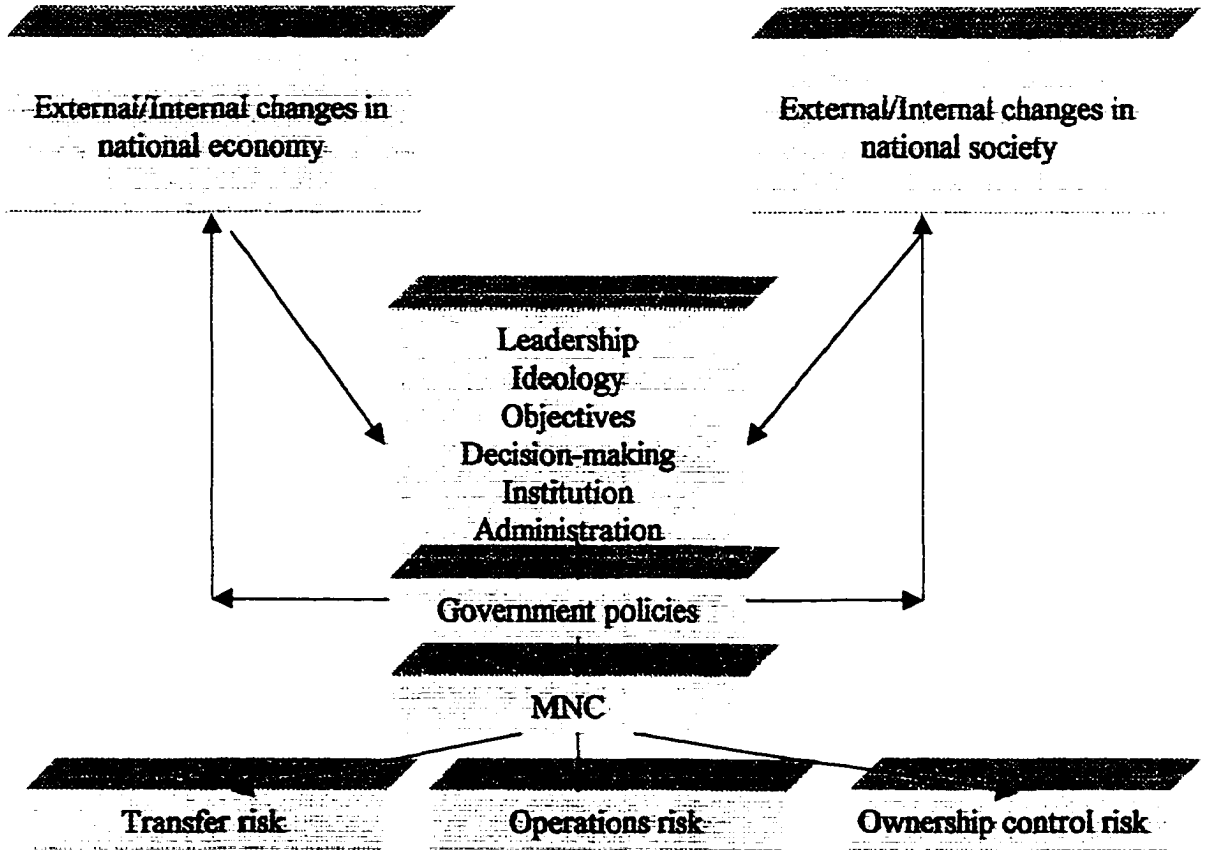 External/Internal changes in
national economy
External/Internal changes in
national society
Leadership
Ideology
Objectives
Decision-making
Institution
Administration
Government policies
MNC
Transfer risk
Operations risk
Ownership control risk